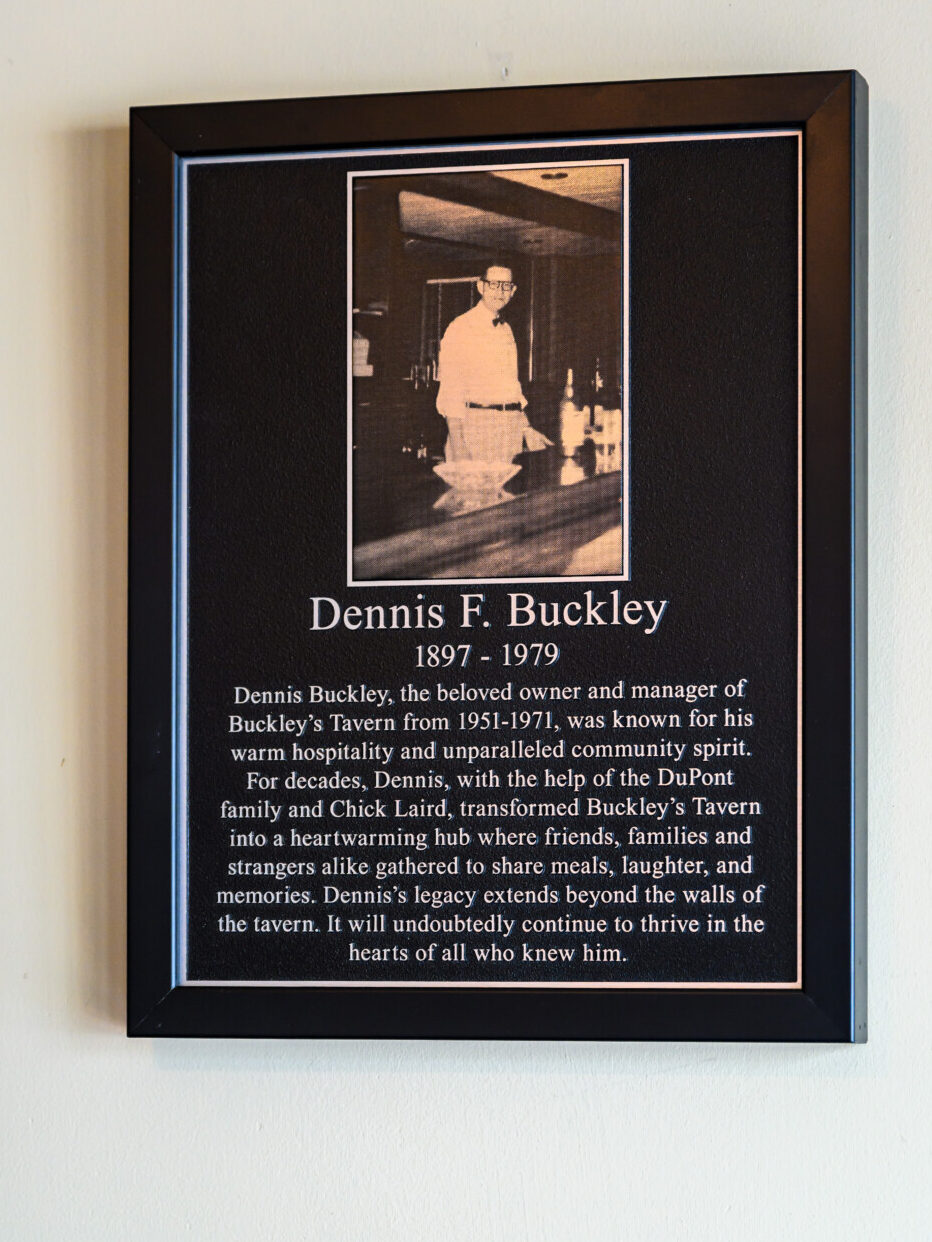 Dennis F. Buckley
1897 - 1979
Dennis Buckley, the beloved owner and manager of
Buckley's Tavern from 1951-1971, was known for his
warm hospitality and unparalleled community spirit.
For decades, Dennis, with the help of the DuPont
family and Chick Laird, transformed Buckley's Tavern
into a heartwarming hub where friends, families and
strangers alike gathered to share meals, laughter, and
memories. Dennis's legacy extends beyond the walls of
the tavern. It will undoubtedly continue to thrive in the
hearts of all who knew him.